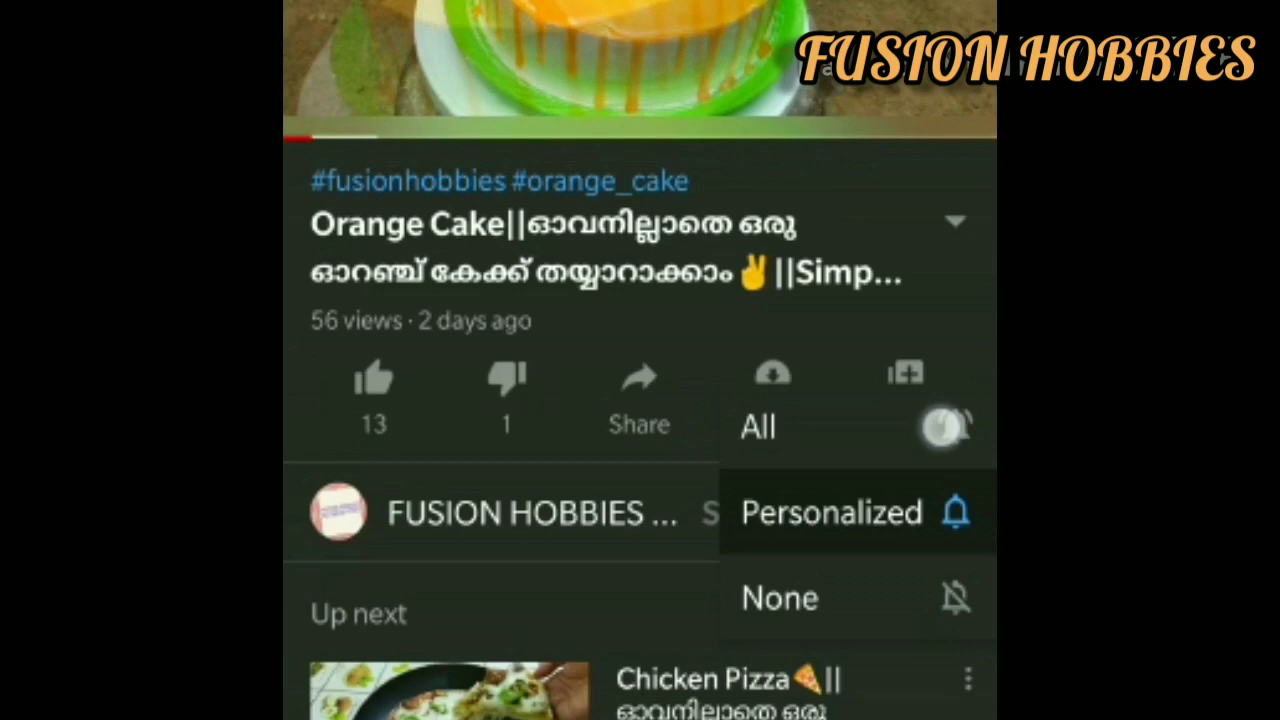 FUSION HOBBIES
#fusionhobbies #orange_cake
Orange Cake||ഓവനില്ലാതെ ഒരു
ഓറഞ്ച് കേക്ക് തയ്യാറാക്കാം✌||Simp...
56 views · 2 days ago
13
1
Share
All
FUSION HOBBIES ...
S
Personalized
None
Up next
Chicken Pizza🍕||
ഓവനില്ലാതെ ഒരു